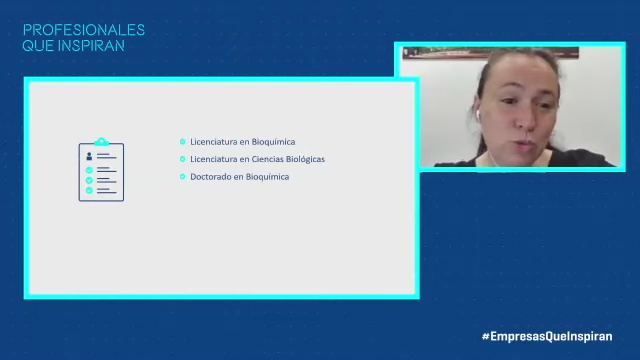 PROFESIONALES
QUE INSPIRAN
Licenciatura en Bioquímica
Licenciatura en Ciencias Biológicas
Doctorado en Bioquímica
#EmpresasQueInspiran